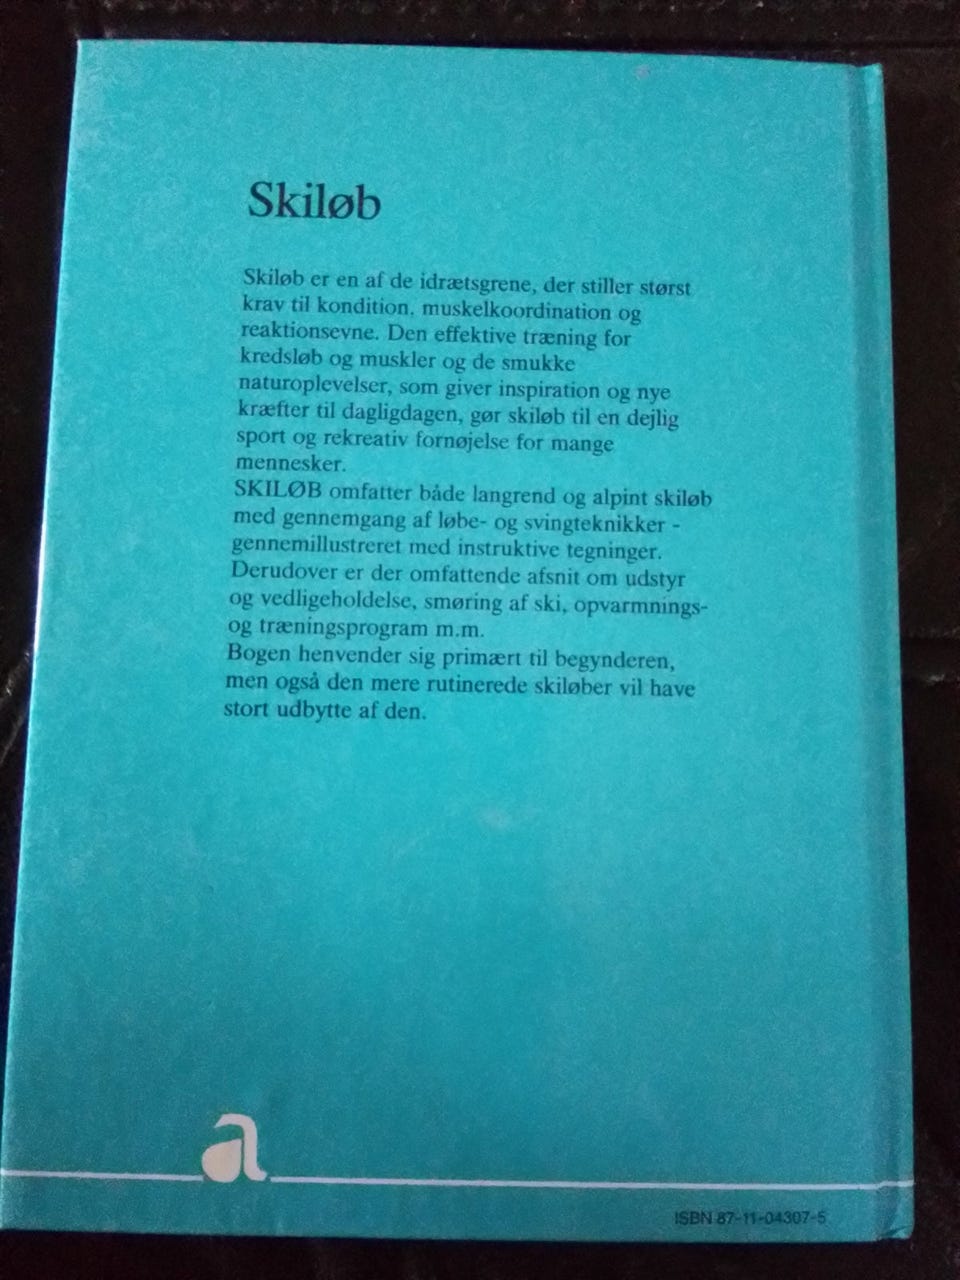 Skiløb
Skiløb er en af de idrætsgrene, der stiller størst
krav til kondition, muskelkoordination og
reaktionsevne. Den effektive træning for
kredsløb og muskler og de smukke
naturoplevelser, som giver inspiration og nye
kræfter til dagligdagen, gør skiløb til en dejlig
sport og rekreativ fornøjelse for mange
mennesker.
SKILØB omfatter både langrend og alpint skiløb
med gennemgang af løbe- og svingteknikker -
gennemillustreret med instruktive tegninger.
Derudover er der omfattende afsnit om udstyr
og vedligeholdelse, smøring af ski, opvarmnings-
og træningsprogram m.m.
Bogen henvender sig primært til begynderen,
men også den mere rutinerede skiløber vil have
stort udbytte af den.
a
ISBN 87-11-04307-5